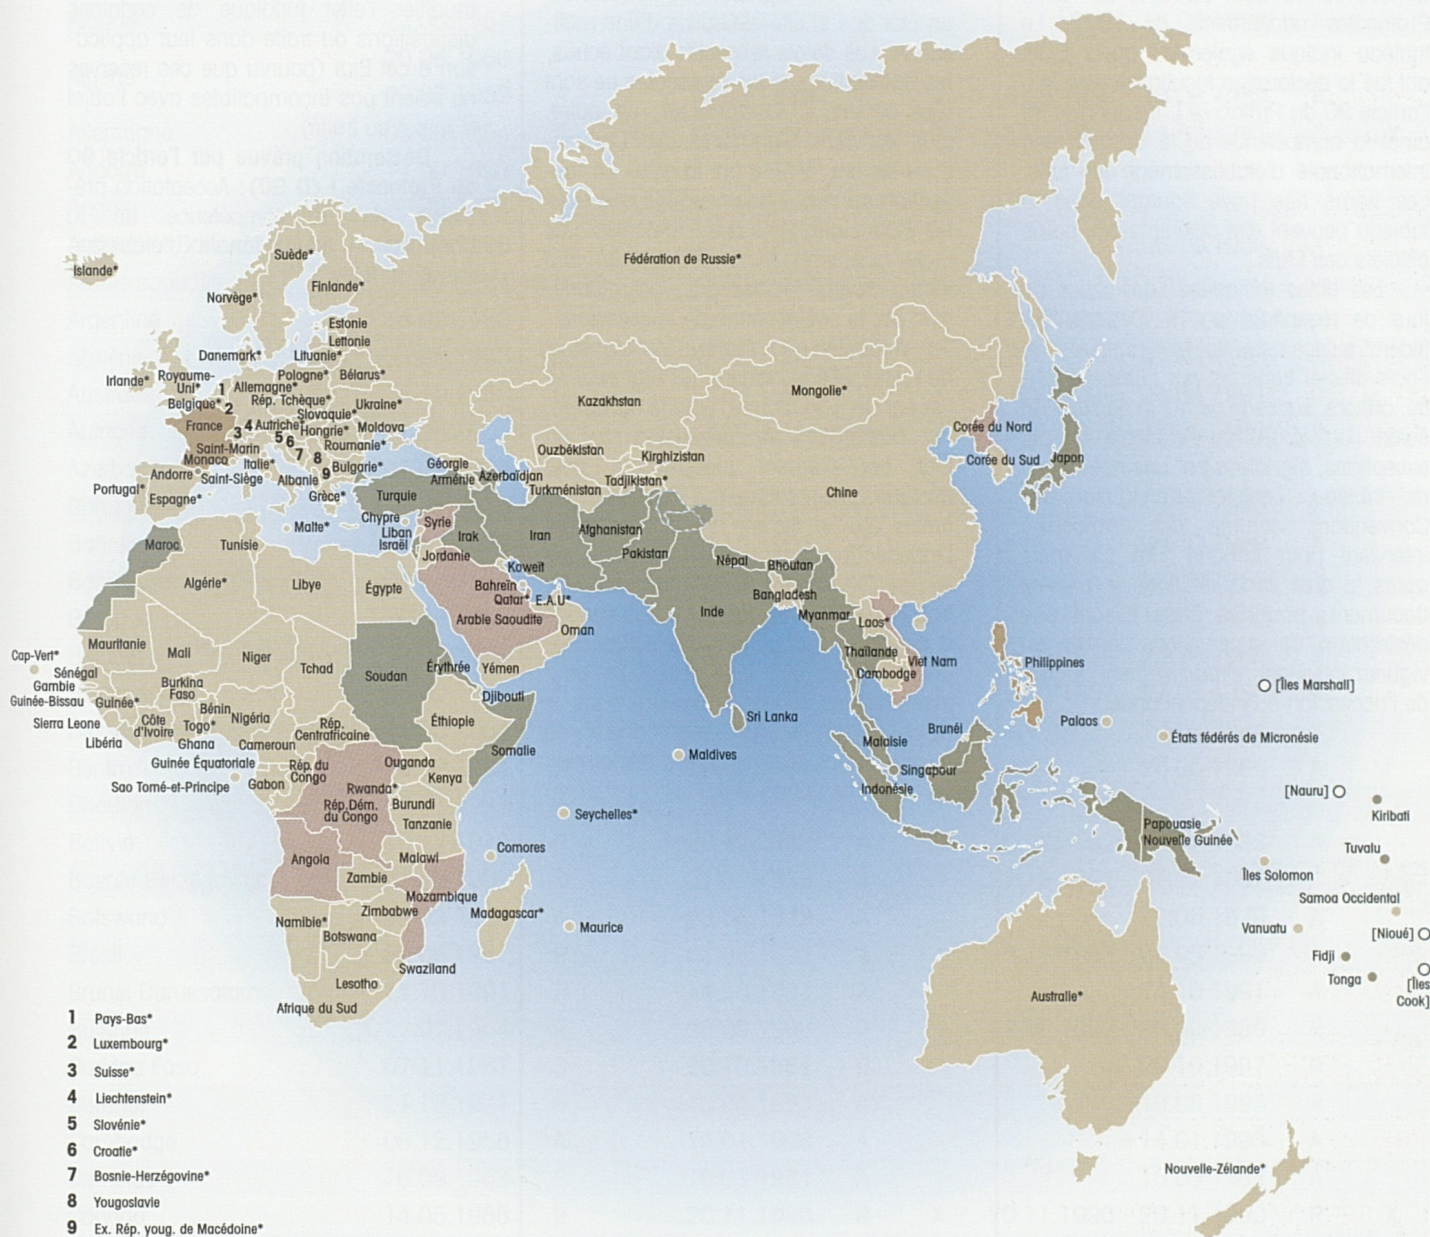 Islande*
Suède*
Norvège*
Finlande*
Fédération de Russie*
Estonie
Lettonie
Danemark*
Lituanie*
Irlande*
Royaume-
Uni*
1
Allemagne*
Pologne*
Bélarus*
Belgique*
2
Rép. Tchèque*
Slovaquie*
Ukraine*
France
3
4
Autriche*
5
6
Hongrie*
Moldova
Saint-Marin
Monaco
7
8
Roumanie*
Andorre
Saint-Siège
Italie*
Albanie
9
Bulgarie*
Portugal*
Espagne*
Grèce*
Géorgie
Arménie
Azerbaïdjan
Turquie
Kazakhstan
Mongolie*
Ouzbékistan
Kirghizistan
Turkménistan
Tadjikistan*
Chine
Corée du Nord
Corée du Sud
Japon
Malte*
Chypre
Liban
Israël
Syrie
Irak
Iran
Afghanistan
Pakistan
Jordanie
Koweït
Népal
Bhoutan
Maroc
Tunisie
Algérie*
Libye
Égypte
Bahreïn
Qatar*
E.A.U*
Arabie Saoudite
Oman
Yémen
Inde
Bangladesh
Myanmar
Laos*
Thaïlande
Viet Nam
Cambodge
Philippines
Mauritanie
Mali
Niger
Tchad
Soudan
Érythrée
Djibouti
Cap-Vert*
Sénégal
Gambie
Guinée-Bissau
Guinée*
Burkina
Faso
Sierra Leone
Côte
d'Ivoire
Bénin
Togo*
Nigéria
Libéria
Ghana
Cameroun
Rép.
Centrafricaine
Éthiopie
Somalie
Guinée Équatoriale
Sao Tomé-et-Principe
Gabon
Rép. du
Congo
Ouganda
Kenya
Rwanda*
Rép.Dém.
du Congo
Burundi
Tanzanie
Angola
Malawi
Zambie
Mozambique
Zimbabwe
Namibie*
Botswana
Swaziland
Lesotho
Afrique du Sud
Sri Lanka
Maldives
Seychelles*
Comores
Madagascar*
Maurice
Brunéi
Malaisie
Singapour
Indonésie
Palaos
[Îles Marshall]
États fédérés de Micronésie
[Nauru]
Kiribati
Papouasie
Nouvelle Guinée
Tuvalu
Îles Solomon
Samoa Occidental
Vanuatu
[Nioué]
Fidji
Tonga
[Îles
Cook]
Australie*
Nouvelle-Zélande*
1 Pays-Bas*
2 Luxembourg*
3 Suisse*
4 Liechtenstein*
5 Slovénie*
6 Croatie*
7 Bosnie-Herzégovine*
8 Yougoslavie
9 Ex. Rép. youg. de Macédoine*